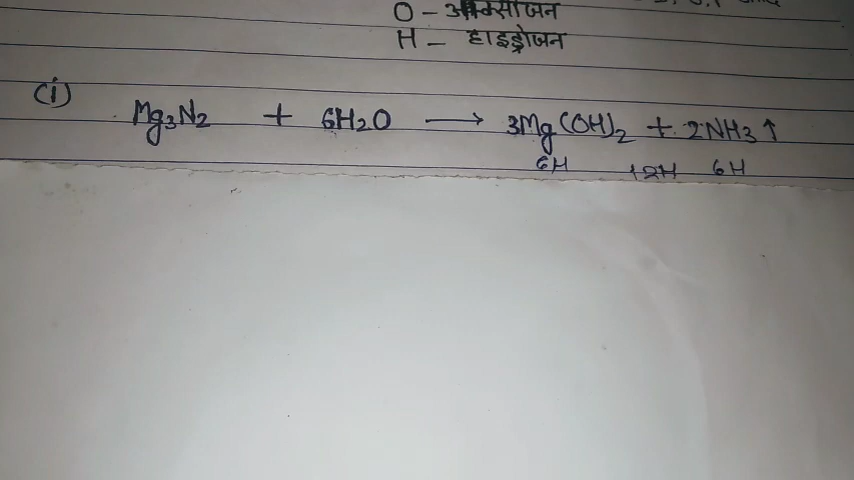 O - ऑक्सीजन
H - हाइड्रोजन
(i) Mg₃N₂ + 6H₂O ⟶ 3Mg(OH)₂ + 2NH₃↑
6H 12H 6H